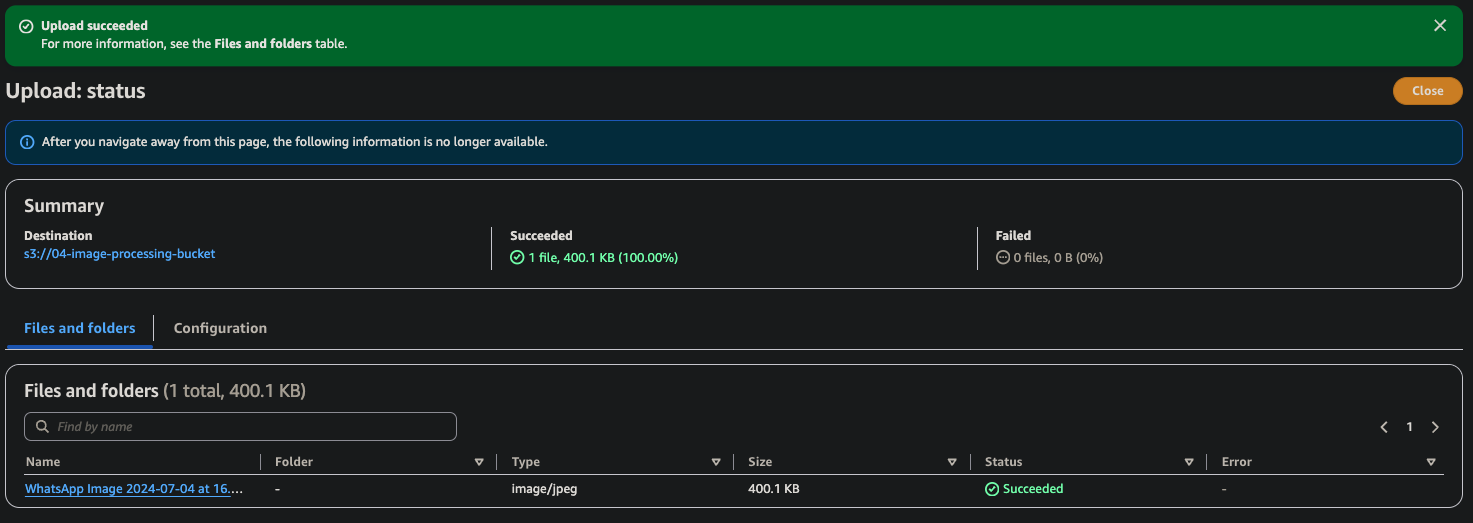 Upload succeeded
For more information, see the Files and folders table.
Upload: status
Close
After you navigate away from this page, the following information is no longer available.
Summary
Destination
s3://04-image-processing-bucket
Succeeded
1 file, 400.1 KB (100.00%)
Failed
0 files, 0 B (0%)
Files and folders
Configuration
Files and folders (1 total, 400.1 KB)
Find by name
1
Name Folder Type Size Status Error
WhatsApp Image 2024-07-04 at 16.... - image/jpeg 400.1 KB Succeeded -